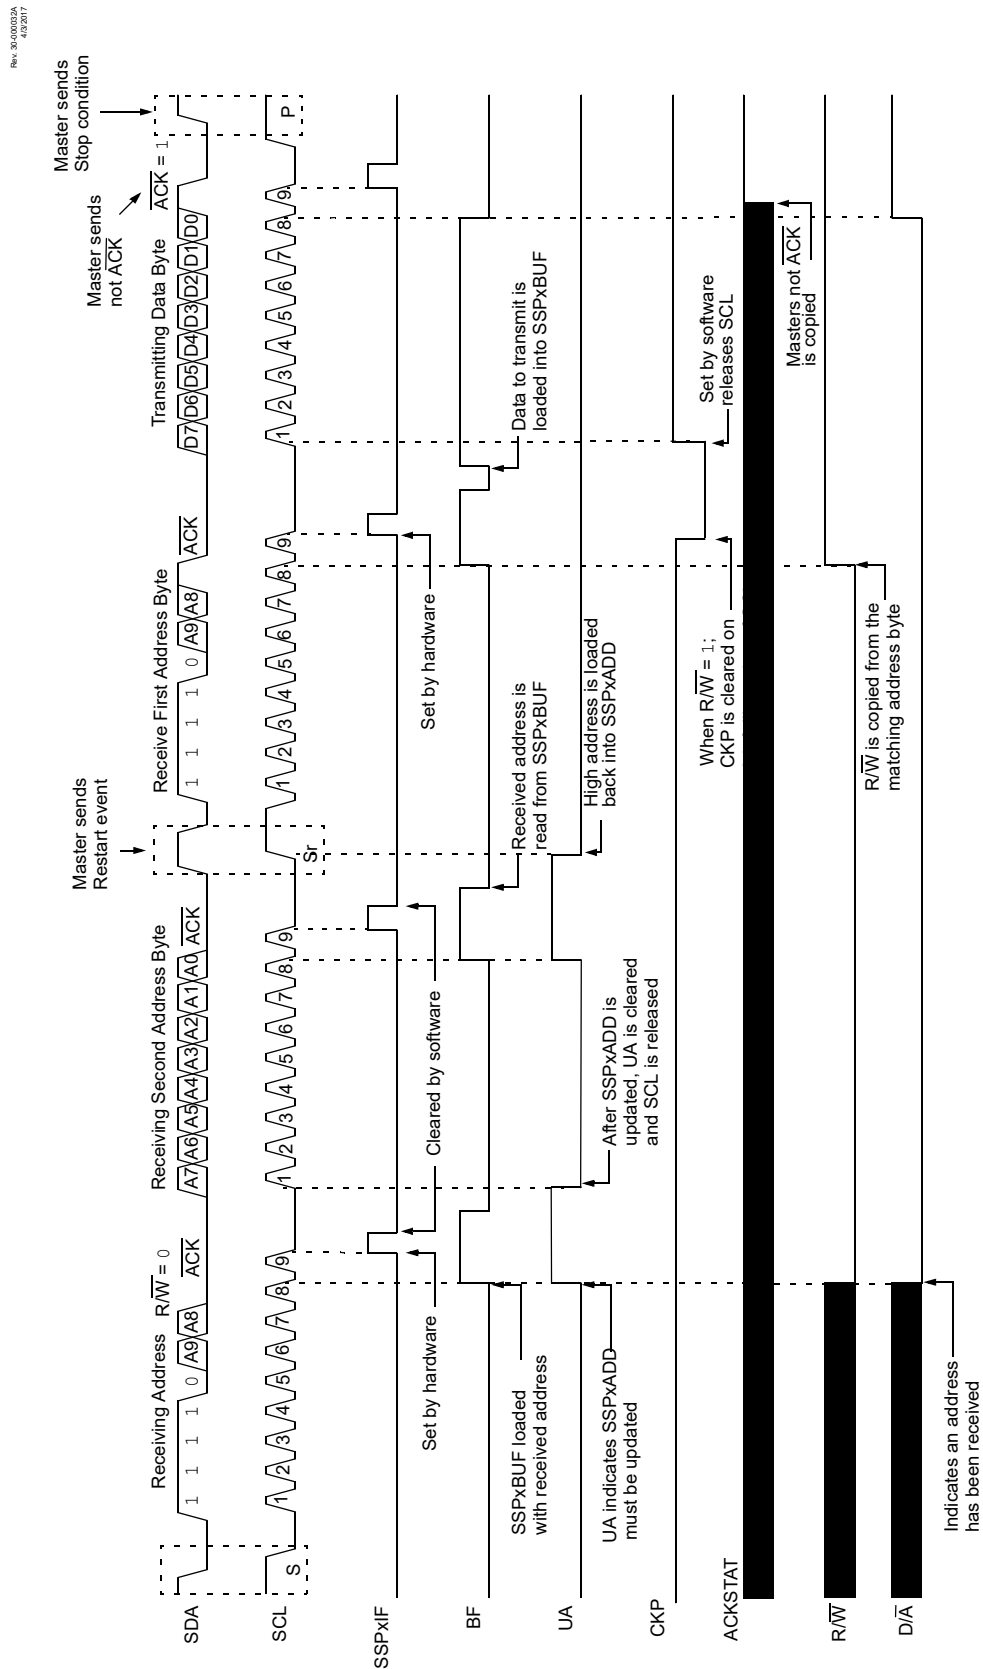 Rev. 30-000032A
4/3/2017
Master sends
Stop condition
Master sends
not ACK
ACK = 1
Master sends
Restart event
Receiving Address
R/W = 0
ACK
Receiving Second Address Byte
ACK
Receive First Address Byte
ACK
Transmitting Data Byte
SDA
1 1 1 1 0 A9 A8
A7 A6 A5 A4 A3 A2 A1 A0
1 1 1 1 0 A9 A8
D7 D6 D5 D4 D3 D2 D1 D0
SCL
S
1 2 3 4 5 6 7 8 9
1 2 3 4 5 6 7 8 9
Sr
1 2 3 4 5 6 7 8 9
1 2 3 4 5 6 7 8 9
P
SSPxIF
Set by hardware
Cleared by software
Set by hardware
BF
SSPxBUF loaded
with received address
Received address is
read from SSPxBUF
Data to transmit is
loaded into SSPxBUF
UA
UA indicates SSPxADD
must be updated
After SSPxADD is
updated, UA is cleared
and SCL is released
High address is loaded
back into SSPxADD
CKP
When R/W = 1;
CKP is cleared on
Set by software
releases SCL
ACKSTAT
Masters not ACK
is copied
R/W
R/W is copied from the
matching address byte
D/A
Indicates an address
has been received